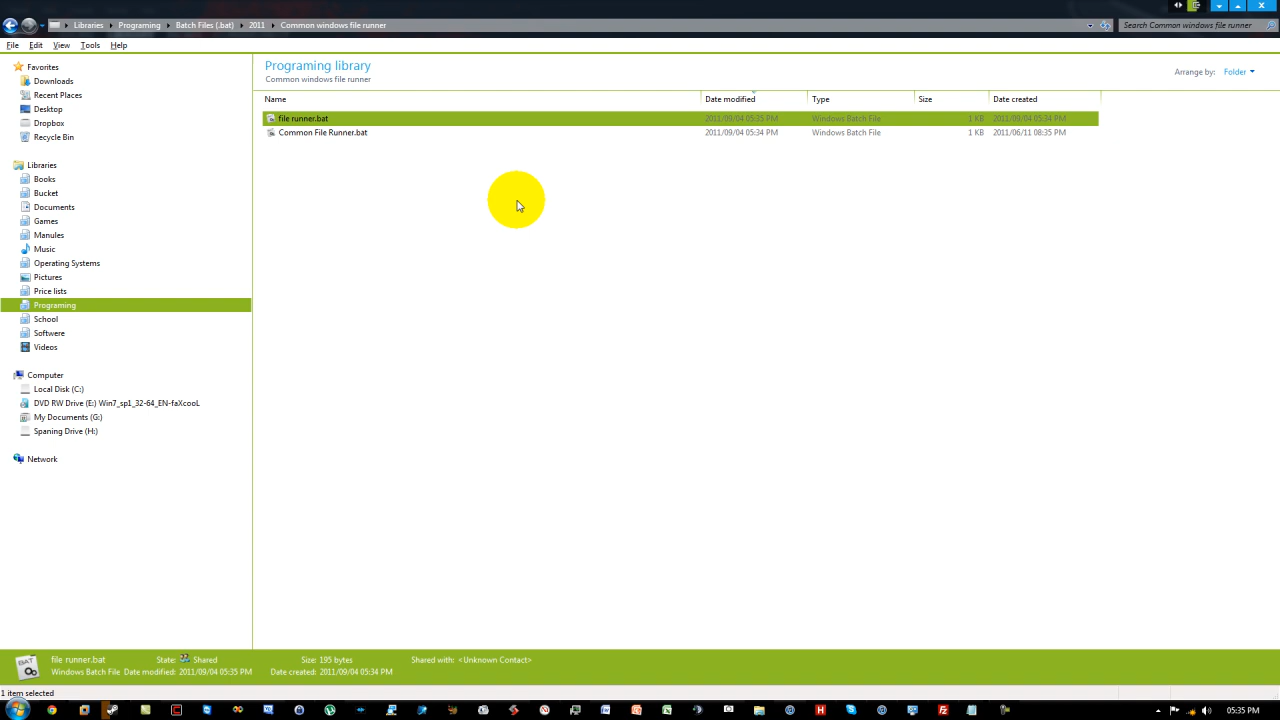 Libraries Programing Batch Files (.bat) 2011 Common windows file runner
Search Common windows file runner
File Edit View Tools Help
Favorites
Downloads
Recent Places
Desktop
Dropbox
Recycle Bin
Libraries
Books
Bucket
Documents
Games
Manules
Music
Operating Systems
Pictures
Price lists
Programing
School
Softwere
Videos
Computer
Local Disk (C:)
DVD RW Drive (E:) Win7_sp1_32-64_EN-faXcooL
My Documents (G:)
Spaning Drive (H:)
Network
Programing library
Common windows file runner
Arrange by: Folder
Name Date modified Type Size Date created
file runner.bat 2011/09/04 05:35 PM Windows Batch File 1 KB 2011/09/04 05:34 PM
Common File Runner.bat 2011/09/04 05:34 PM Windows Batch File 1 KB 2011/06/11 08:35 PM
BAT
file runner.bat State: Shared Size: 195 bytes Shared with: <Unknown Contact>
Windows Batch File Date modified: 2011/09/04 05:35 PM Date created: 2011/09/04 05:34 PM
1 item selected
05:35 PM